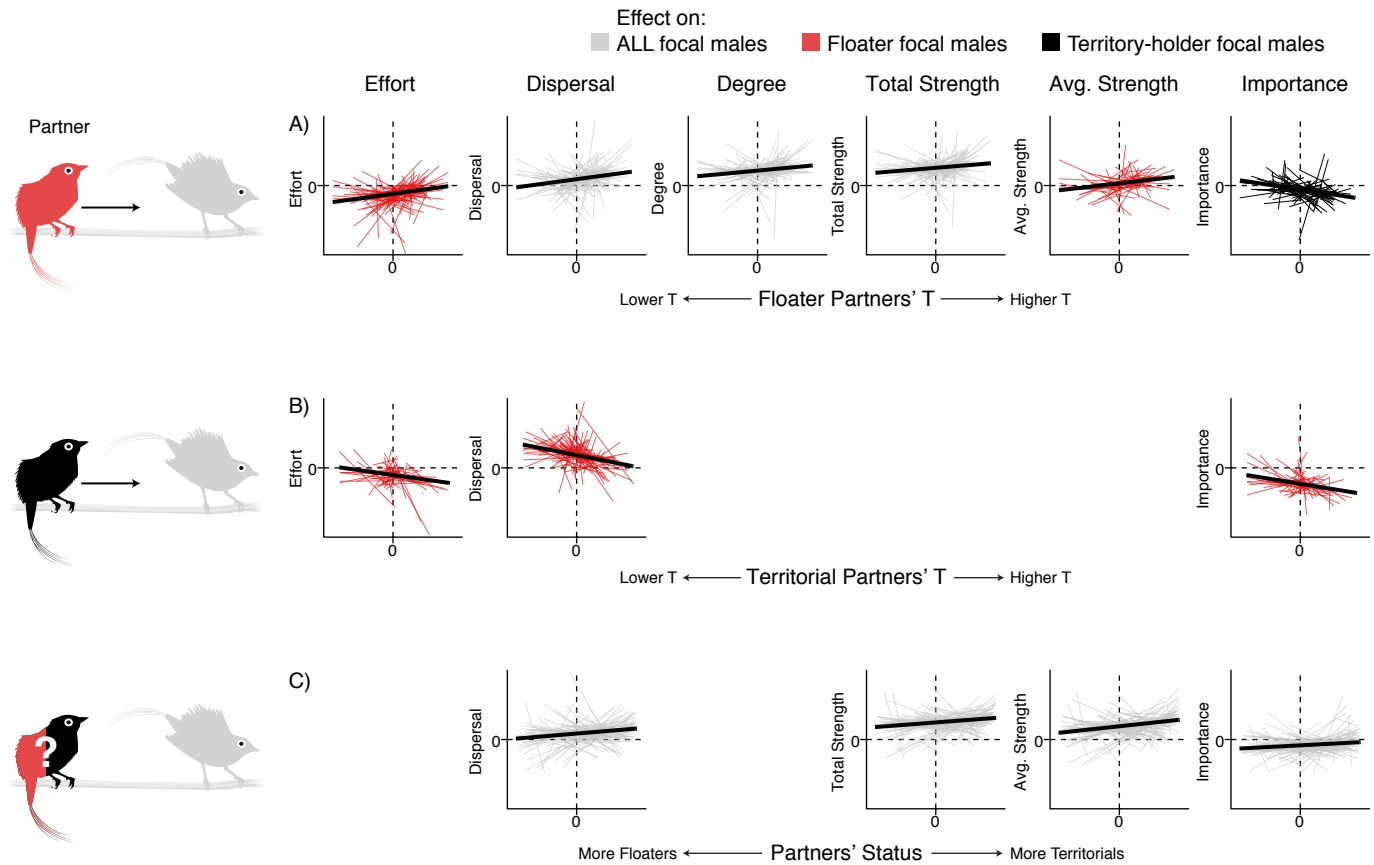 Effect on:
ALL focal males Floater focal males Territory-holder focal males
Effort Dispersal Degree Total Strength Avg. Strength Importance
Partner
A)
Effort 0 0
Dispersal 0 0
Degree 0 0
Total Strength 0 0
Avg. Strength 0 0
Importance 0 0
Lower T Floater Partners’ T Higher T
B)
Effort 0 0
Dispersal 0 0
Importance 0 0
Lower T Territorial Partners’ T Higher T
?
C)
Dispersal 0 0
Total Strength 0 0
Avg. Strength 0 0
Importance 0 0
More Floaters Partners’ Status More Territorials